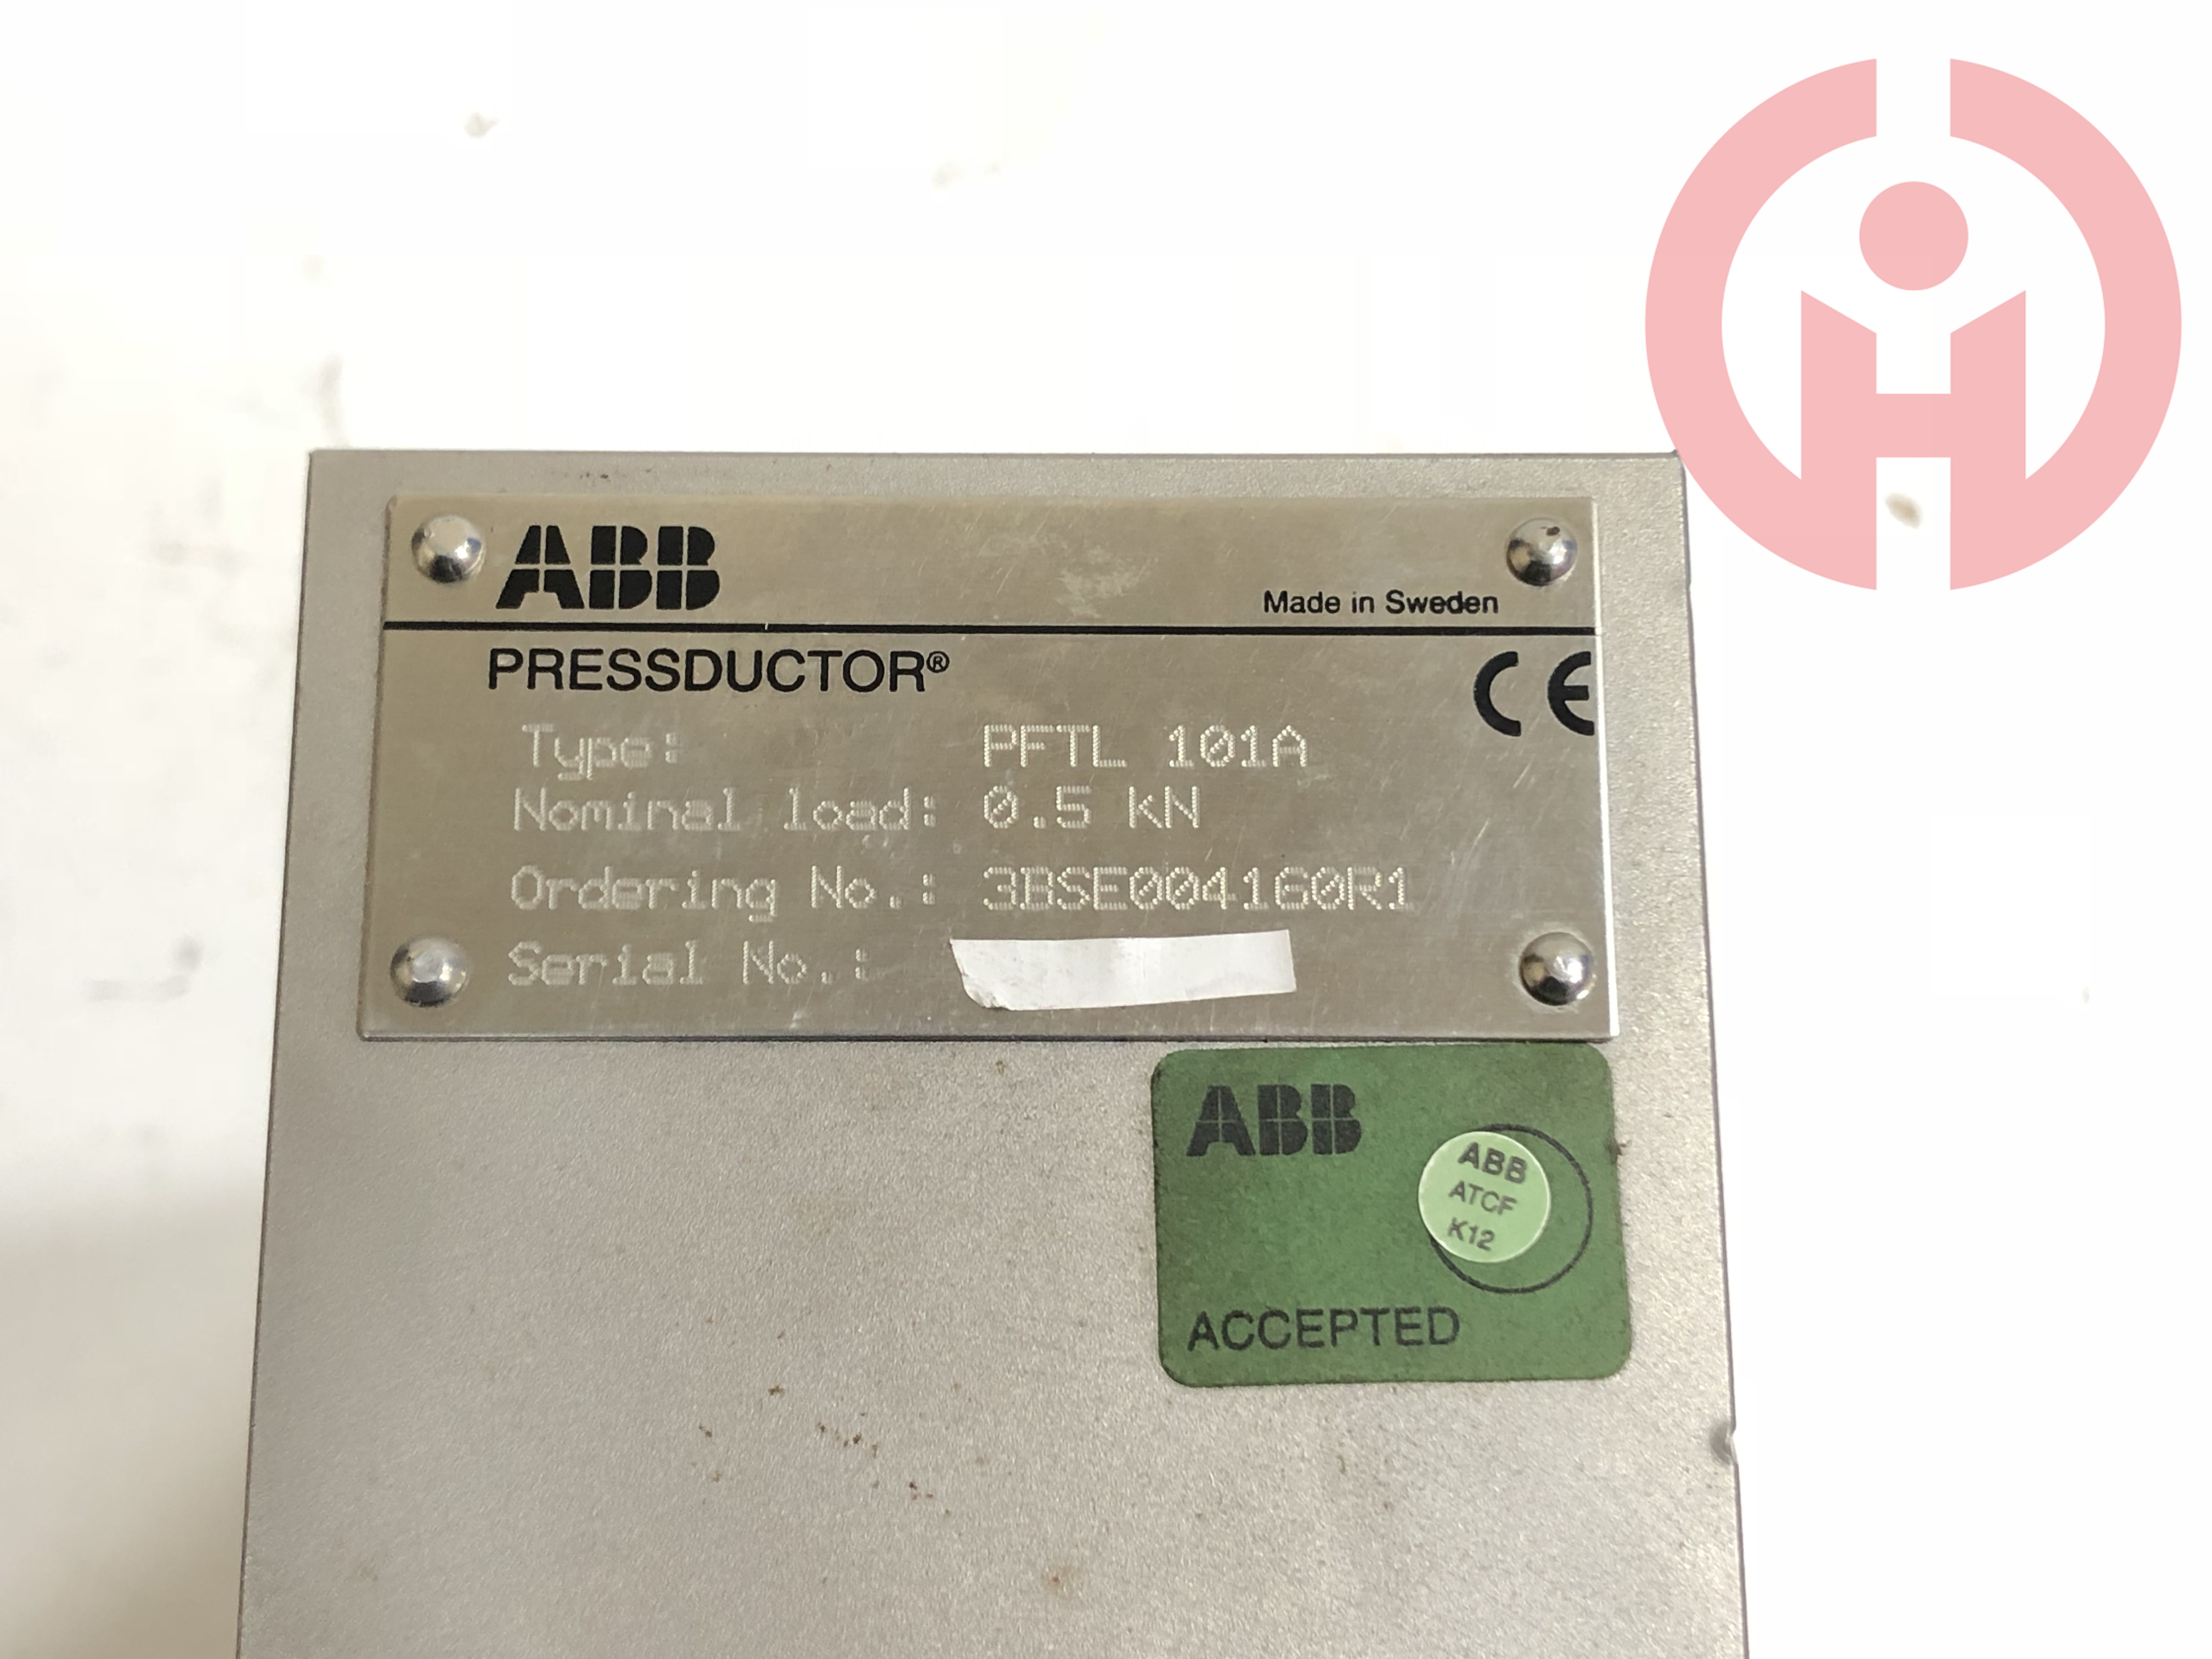 ABB
Made in Sweden
PRESSDUCTOR®
CE
Type: PFTL 101A
Nominal load: 0.5 kN
Ordering No.: 3BSE004160R1
Serial No.:
ABB
ABB
ATCF
K12
ACCEPTED